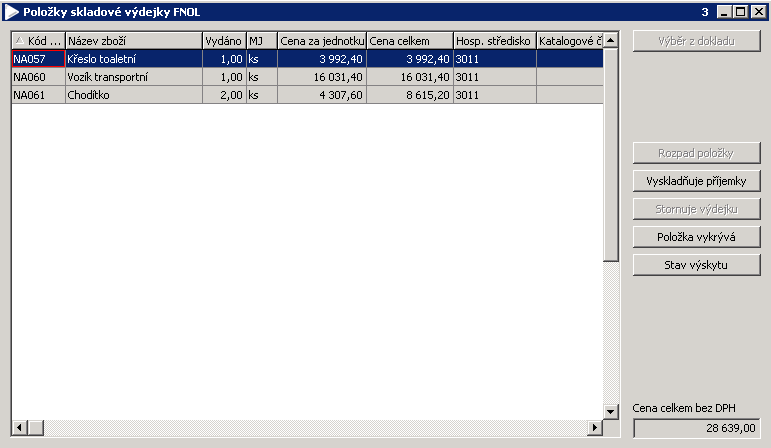 Položky skladové výdejky FNOL 3
Kód ... Název zboží Vydáno MJ Cena za jednotku Cena celkem Hosp. středisko Katalogové č
NA057 Křeslo toaletní 1,00 ks 3 992,40 3 992,40 3011
NA060 Vozík transportní 1,00 ks 16 031,40 16 031,40 3011
NA061 Chodítko 2,00 ks 4 307,60 8 615,20 3011
Výběr z dokladu
Rozpad položky
Vyskladňuje příjemky
Stornuje výdejku
Položka vykrývá
Stav výskytu
Cena celkem bez DPH
28 639,00